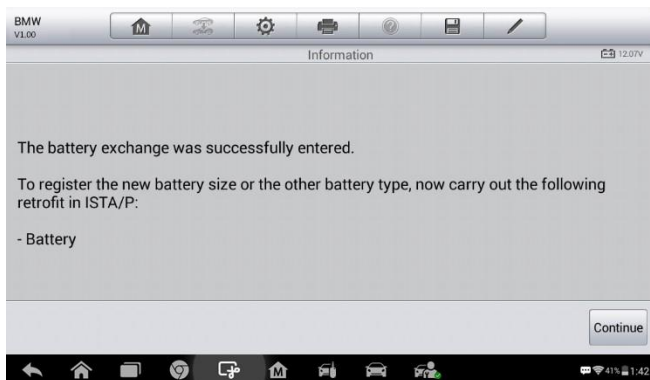 BMW
V1.00
M
Information
12.07V
The battery exchange was successfully entered.
To register the new battery size or the other battery type, now carry out the following
retrofit in ISTA/P:
- Battery
Continue
M
41% 1:42